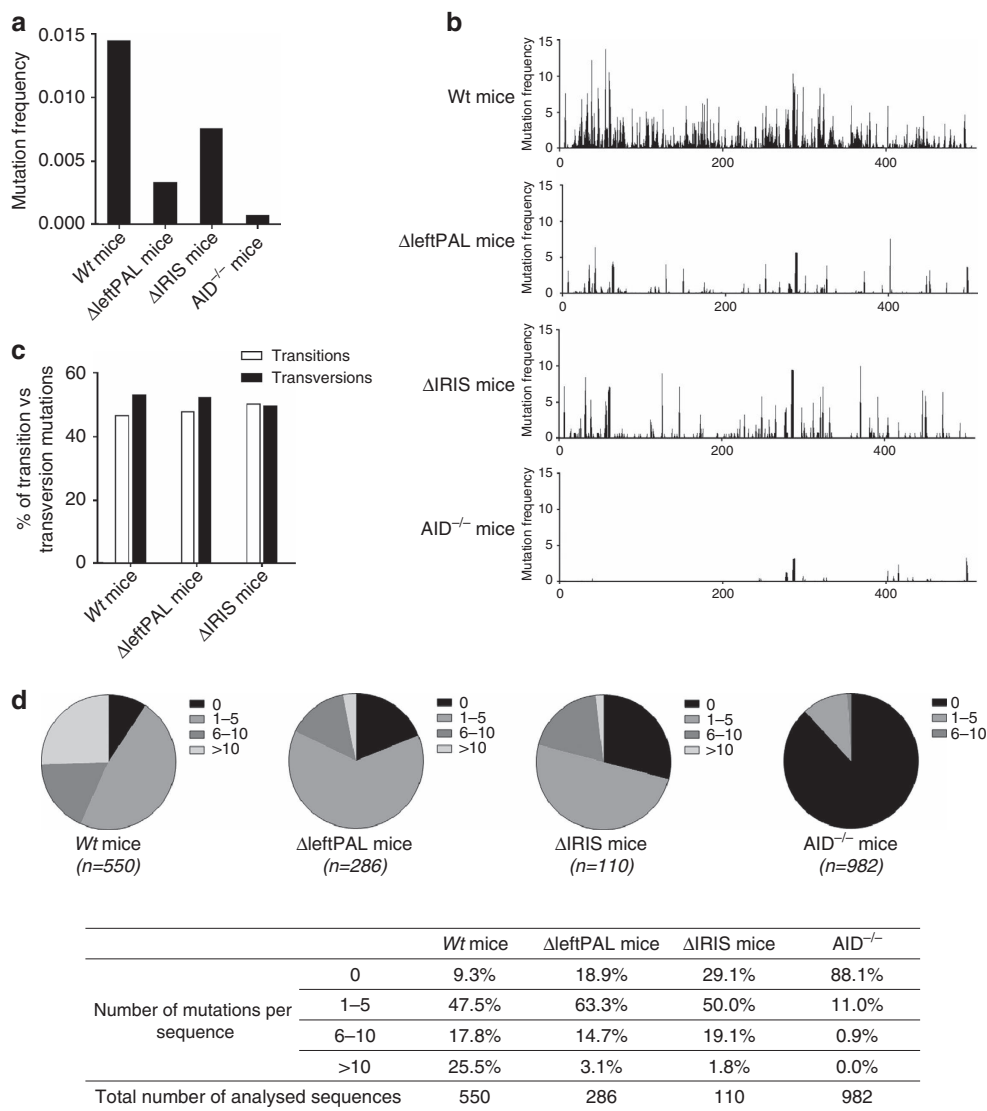 a
0.015
0.010
0.005
0.000
Mutation frequency
Wt mice
ΔleftPAL mice
ΔIRIS mice
AID–/– mice
b
Wt mice
Mutation frequency
15
10
5
0
0 200 400
ΔleftPAL mice
Mutation frequency
15
10
5
0
0 200 400
ΔIRIS mice
Mutation frequency
15
10
5
0
0 200 400
AID–/– mice
Mutation frequency
15
10
5
0
0 200 400
c
Transitions
Transversions
60
40
20
0
% of transition vs
transversion mutations
Wt mice
ΔleftPAL mice
ΔIRIS mice
d
0
1–5
6–10
>10
Wt mice
(n=550)
0
1–5
6–10
>10
ΔleftPAL mice
(n=286)
0
1–5
6–10
>10
ΔIRIS mice
(n=110)
0
1–5
6–10
AID–/– mice
(n=982)
Wt mice ΔleftPAL mice ΔIRIS mice AID–/–
Number of mutations per
sequence
0 9.3% 18.9% 29.1% 88.1%
1–5 47.5% 63.3% 50.0% 11.0%
6–10 17.8% 14.7% 19.1% 0.9%
>10 25.5% 3.1% 1.8% 0.0%
Total number of analysed sequences 550 286 110 982